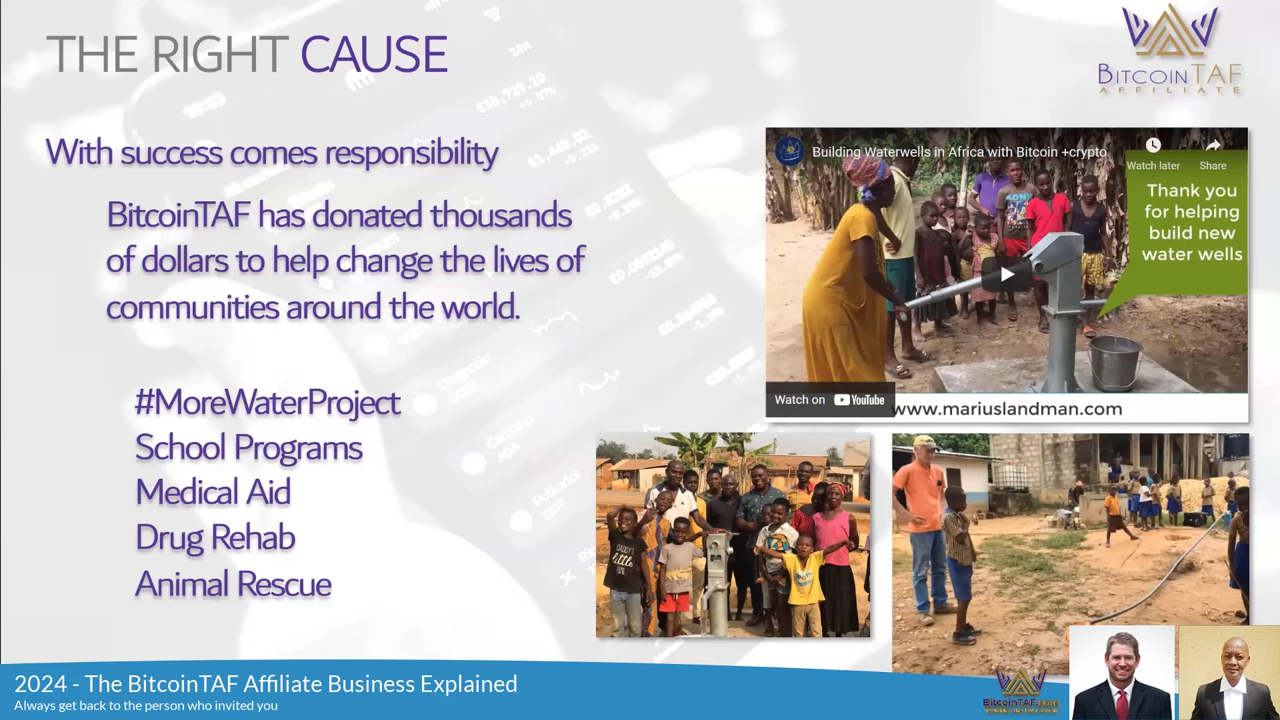 THE RIGHT CAUSE
BITCOINTAF
AFFILIATE
With success comes responsibility
BitcoinTAF has donated thousands
of dollars to help change the lives of
communities around the world.
#MoreWaterProject
School Programs
Medical Aid
Drug Rehab
Animal Rescue
Building Waterwells in Africa with Bitcoin +crypto
Watch later
Share
Thank you
for helping
build new
water wells
Watch on YouTube
www.mariuslandman.com
2024 - The BitcoinTAF Affiliate Business Explained
Always get back to the person who invited you